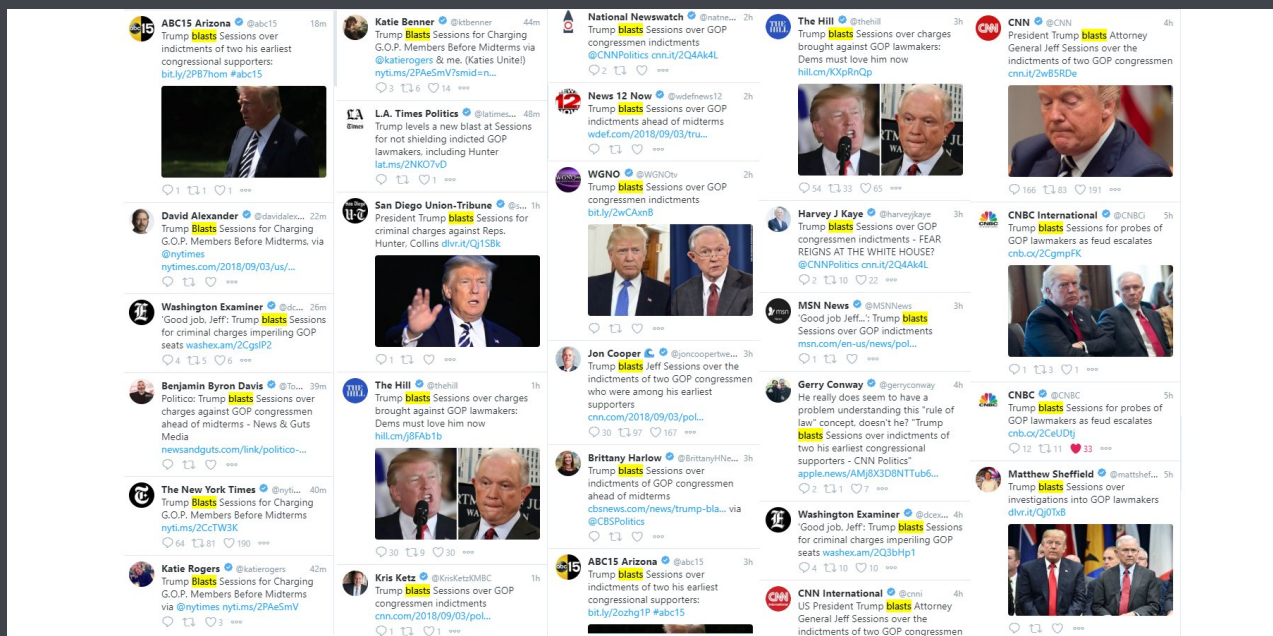 ABC15 Arizona @abc15 18m
Trump blasts Sessions over
indictments of two his earliest
congressional supporters:
bit.ly/2PB7hom #abc15
1 1 1
David Alexander @davidalex... 22m
Trump Blasts Sessions for Charging
G.O.P. Members Before Midterms, via
@nytimes
nytimes.com/2018/09/03/us/...
Washington Examiner @dc... 26m
'Good job, Jeff': Trump blasts Sessions
for criminal charges imperiling GOP
seats washex.am/2CgsIP2
4 5 6
Benjamin Byron Davis @To... 39m
Politico: Trump blasts Sessions over
charges against GOP congressmen
ahead of midterms - News & Guts
Media
newsandguts.com/link/politico-...
The New York Times @nyti... 40m
Trump Blasts Sessions for Charging
G.O.P. Members Before Midterms
nyti.ms/2CcTW3K
64 81 190
Katie Rogers @katierogers 42m
Trump Blasts Sessions for Charging
G.O.P. Members Before Midterms
via @nytimes nyti.ms/2PAeSmV
3
Katie Benner @ktbenner 44m
Trump Blasts Sessions for Charging
G.O.P. Members Before Midterms via
@katierogers & me. (Katies Unite!)
nyti.ms/2PAeSmV?smid=n...
3 6 14
L.A. Times Politics @latimes... 48m
Trump levels a new blast at Sessions
for not shielding indicted GOP
lawmakers, including Hunter
lat.ms/2NKO7vD
1
San Diego Union-Tribune @s... 1h
President Trump blasts Sessions for
criminal charges against Reps.
Hunter, Collins dlvr.it/Qj1SBk
1
The Hill @thehill 1h
Trump blasts Sessions over charges
brought against GOP lawmakers:
Dems must love him now
hill.cm/j8FAb1b
30 9 30
Kris Ketz @KrisKetzKMBC 1h
Trump blasts Sessions over GOP
congressmen indictments
cnn.com/2018/09/03/pol...
1 1
National Newswatch @natne... 2h
Trump blasts Sessions over GOP
congressmen indictments
@CNNPolitics cnn.it/2Q4Ak4L
2
News 12 Now @wdefnews12 2h
Trump blasts Sessions over GOP
indictments ahead of midterms
wdef.com/2018/09/03/tru...
WGNO @WGNOtv 2h
Trump blasts Sessions over GOP
congressmen indictments
bit.ly/2wCAxnB
Jon Cooper @joncoopertwe... 3h
Trump blasts Jeff Sessions over the
indictments of two GOP congressmen
who were among his earliest
supporters
cnn.com/2018/09/03/pol...
30 97 167
Brittany Harlow @BrittanyHNe... 3h
Trump blasts Sessions over
indictments of GOP congressmen
ahead of midterms
cbsnews.com/news/trump-bla... via
@CBSPolitics
ABC15 Arizona @abc15 3h
Trump blasts Sessions over
indictments of two his earliest
congressional supporters:
bit.ly/2ozhg1P #abc15
The Hill @thehill 3h
Trump blasts Sessions over charges
brought against GOP lawmakers:
Dems must love him now
hill.cm/KXpRnQp
54 33 65
Harvey J Kaye @harveyjkaye 3h
Trump blasts Sessions over GOP
congressmen indictments - FEAR
REIGNS AT THE WHITE HOUSE?
@CNNPolitics cnn.it/2Q4Ak4L
2 10 22
MSN News @MSNNews 3h
'Good job Jeff...': Trump blasts
Sessions over GOP indictments
msn.com/en-us/news/pol...
1
Gerry Conway @gerryconway 4h
He really does seem to have a
problem understanding this "rule of
law" concept, doesn't he? "Trump
blasts Sessions over indictments of
two his earliest congressional
supporters - CNN Politics"
apple.news/AMj8X3D8NTTub6...
2 1 7
Washington Examiner @dcex... 4h
'Good job, Jeff': Trump blasts Sessions
for criminal charges imperiling GOP
seats washex.am/2Q3bHp1
4 10 10
CNN International @cnni 4h
US President Trump blasts Attorney
General Jeff Sessions over the
indictments of two GOP congressmen
CNN @CNN 4h
President Trump blasts Attorney
General Jeff Sessions over the
indictments of two GOP congressmen
cnn.it/2wB5RDe
166 83 191
CNBC International @CNBCi 5h
Trump blasts Sessions for probes of
GOP lawmakers as feud escalates
cnb.cx/2CgmpFK
1 3 1
CNBC @CNBC 5h
Trump blasts Sessions for probes of
GOP lawmakers as feud escalates
cnb.cx/2CeUDtj
12 11 33
Matthew Sheffield @mattshef... 5h
Trump blasts Sessions over
investigations into GOP lawmakers
dlvr.it/Qj0TxB